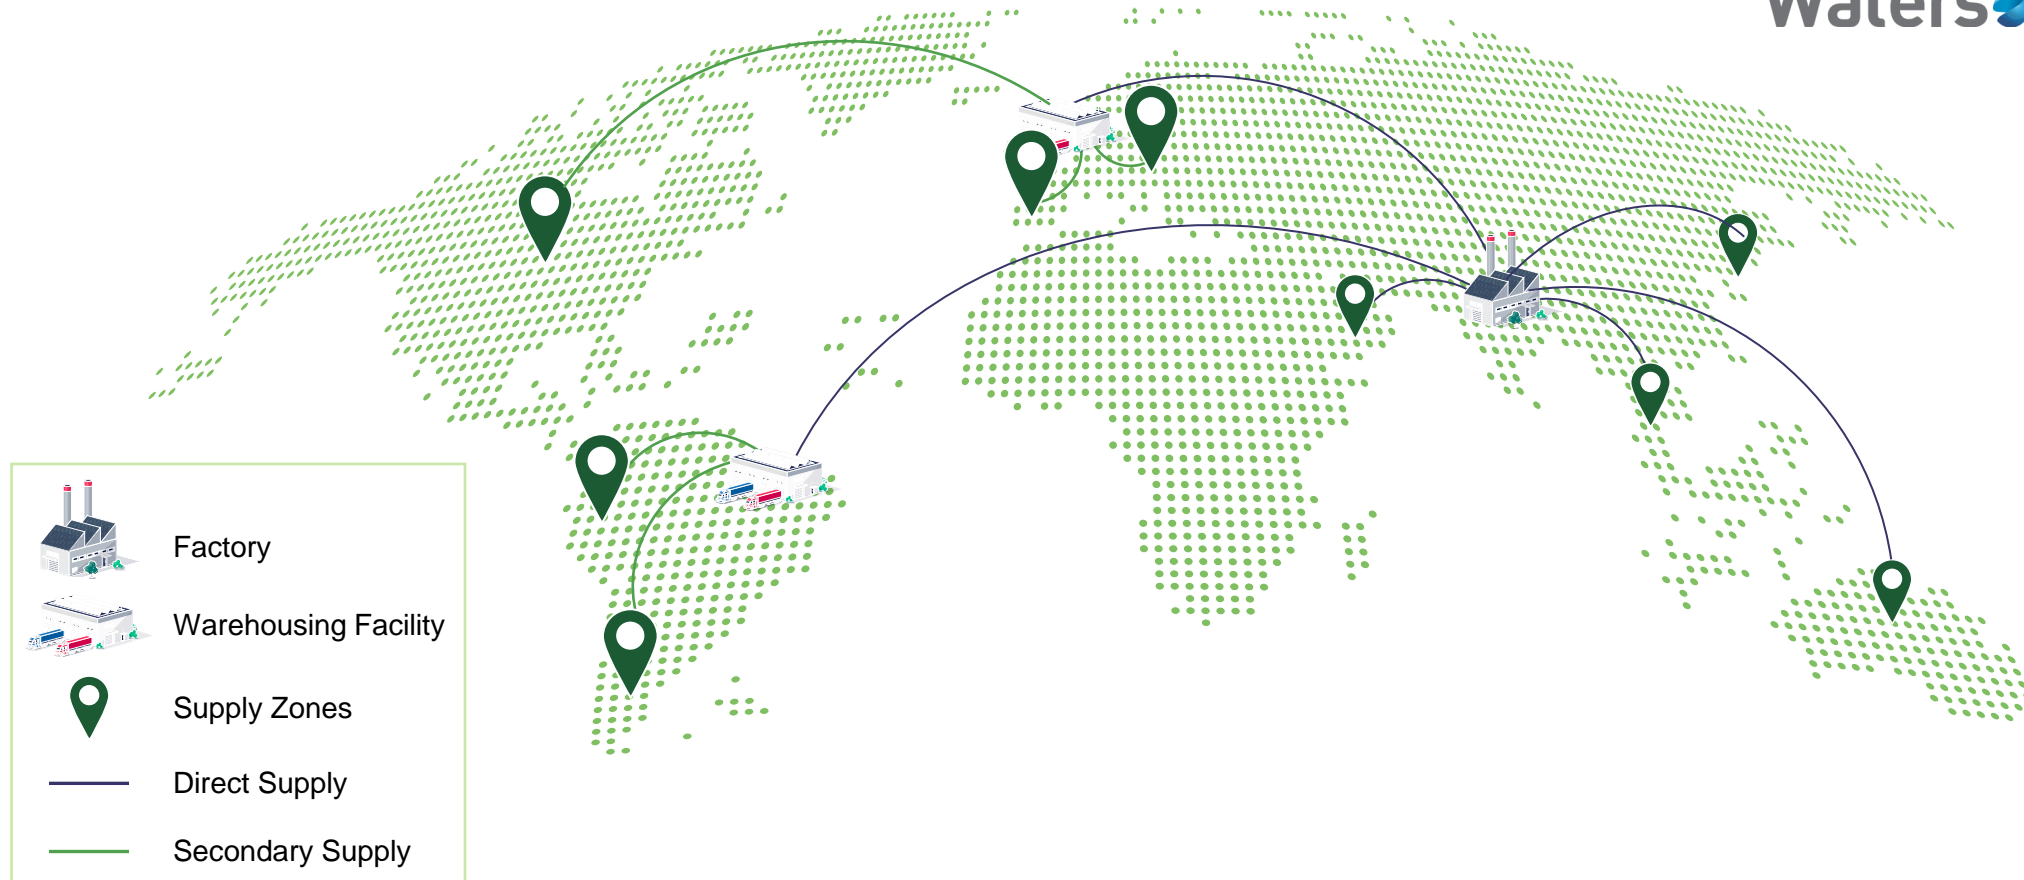 Waters
Factory
Warehousing Facility
Supply Zones
Direct Supply
Secondary Supply